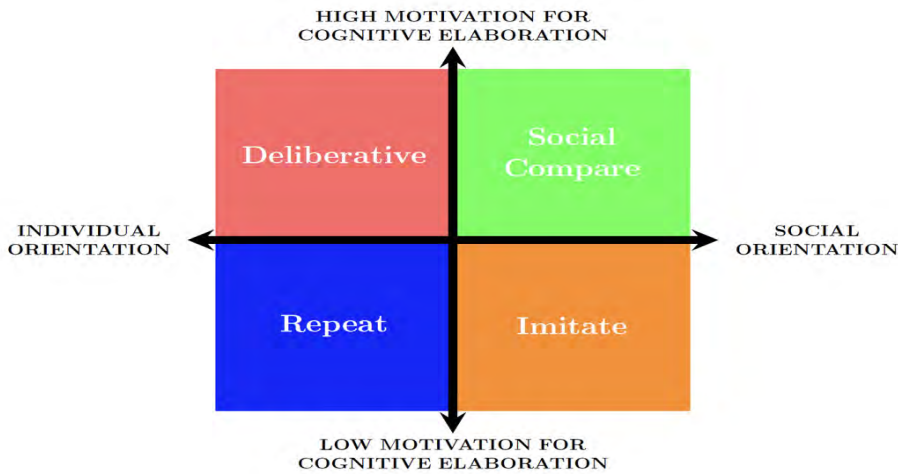 HIGH MOTIVATION FOR
COGNITIVE ELABORATION
Deliberative
Social
Compare
INDIVIDUAL
ORIENTATION
SOCIAL
ORIENTATION
Repeat
Imitate
LOW MOTIVATION FOR
COGNITIVE ELABORATION